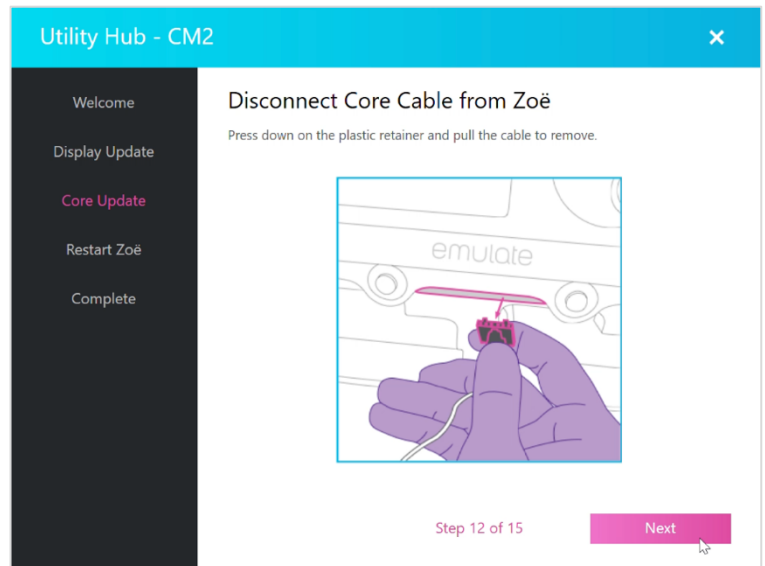 Utility Hub - CM2
Welcome
Display Update
Core Update
Restart Zoë
Complete
Disconnect Core Cable from Zoë
Press down on the plastic retainer and pull the cable to remove.
emulate
Step 12 of 15
Next